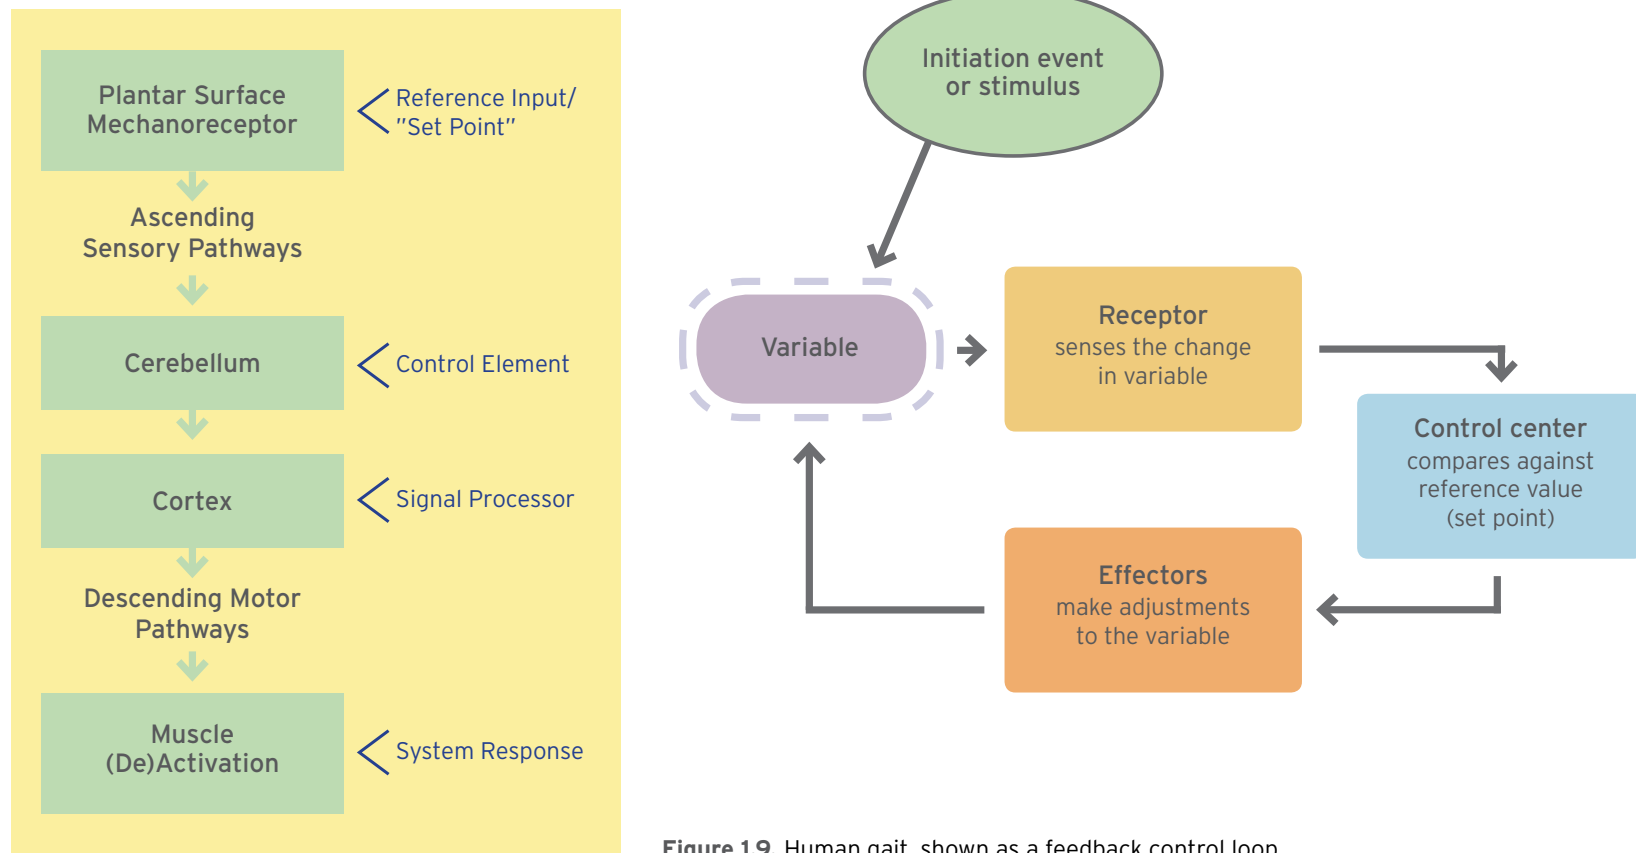 Plantar Surface
Mechanoreceptor
Reference Input/
"Set Point"
Ascending
Sensory Pathways
Cerebellum
Control Element
Cortex
Signal Processor
Descending Motor
Pathways
Muscle
(De)Activation
System Response
Initiation event
or stimulus
Variable
Receptor
senses the change
in variable
Control center
compares against
reference value
(set point)
Effectors
make adjustments
to the variable
Figure 1.9. Human gait, shown as a feedback control loop